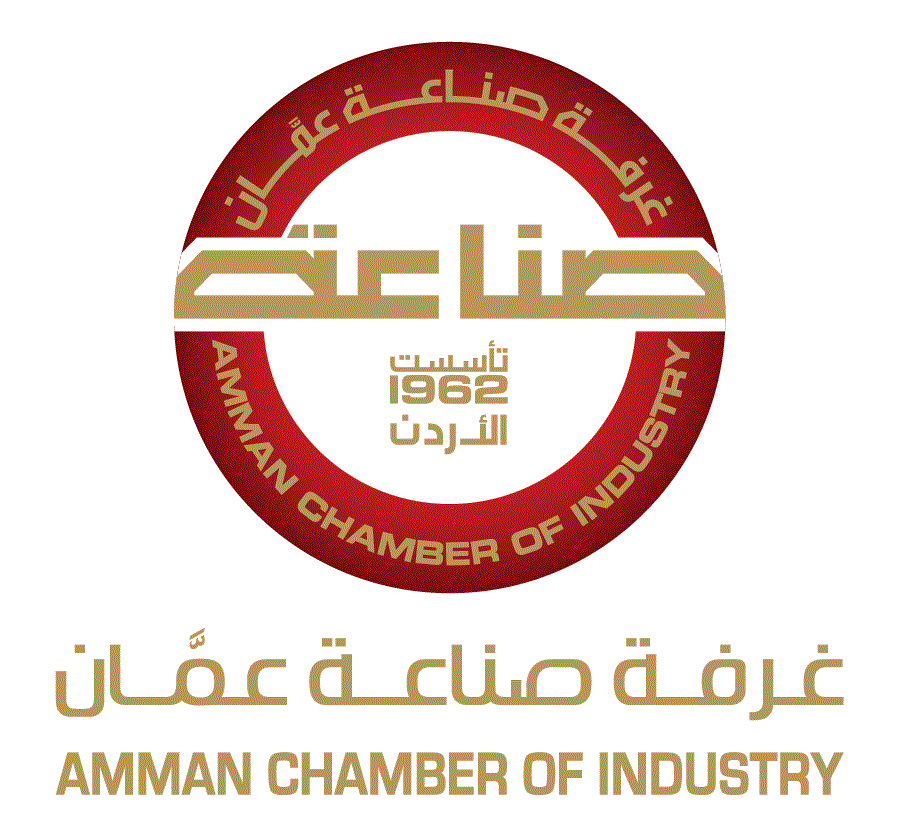 غرفة صناعة عمَّان
صناعة
تأسست
1962
الأردن
AMMAN CHAMBER OF INDUSTRY
غرفة صناعة عمَّان
AMMAN CHAMBER OF INDUSTRY